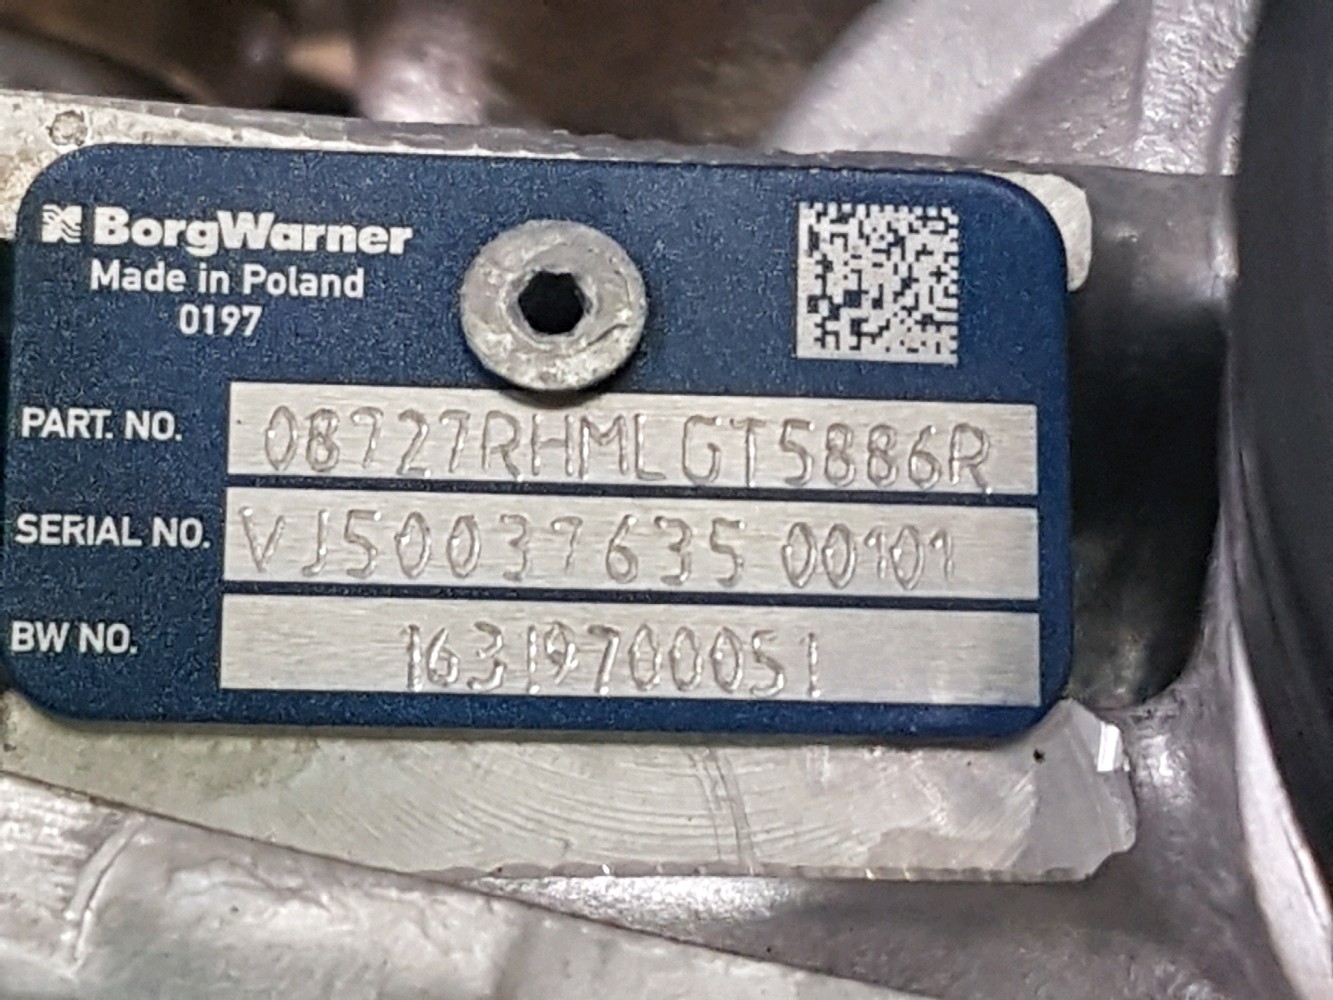 BorgWarner
Made in Poland
0197
PART. NO. 08727RHMLGT5886R
SERIAL NO. VJ50037635 00101
BW NO. 16319700051